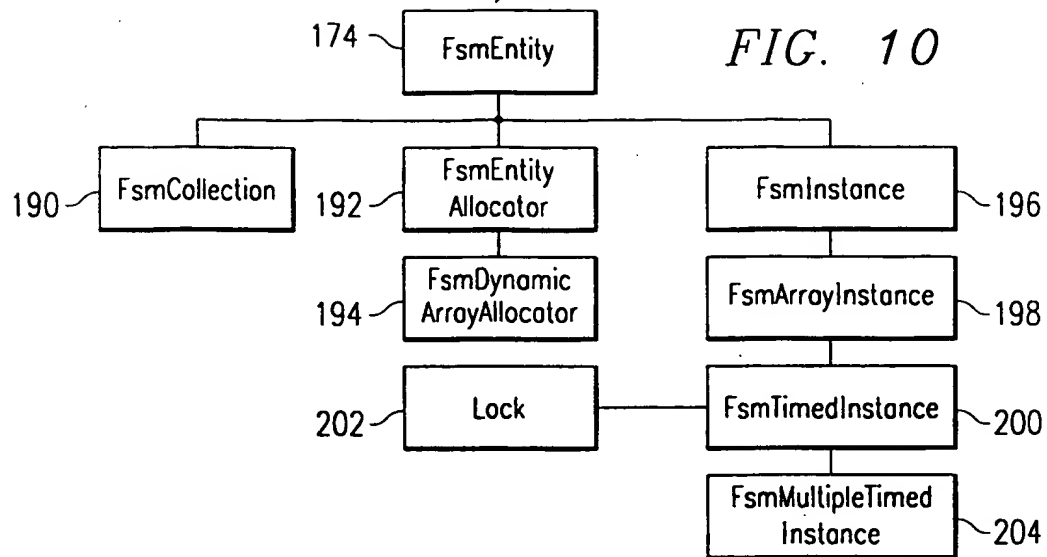 174
FsmEntity
FIG. 10
190
FsmCollection
192
FsmEntity
Allocator
FsmInstance
196
194
FsmDynamic
ArrayAllocator
FsmArrayInstance
198
202
Lock
FsmTimedInstance
200
FsmMultipleTimed
Instance
204